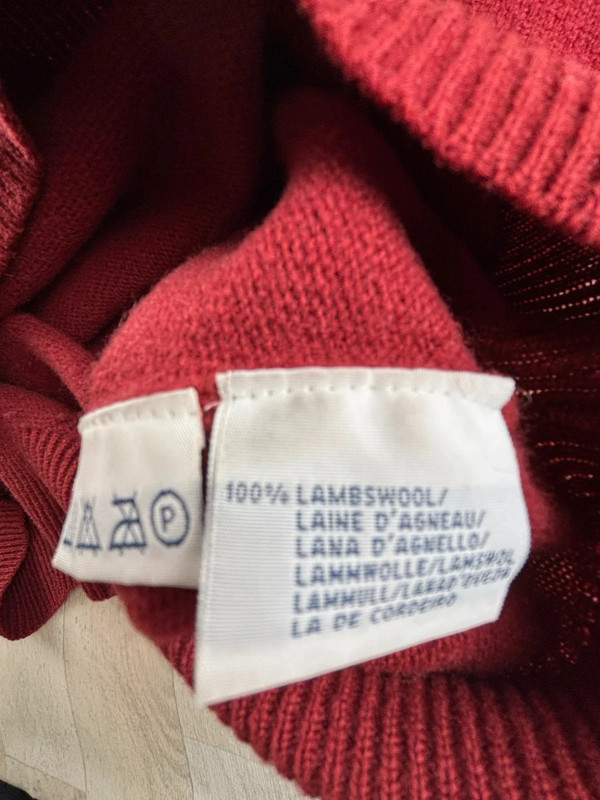 P
100% LAMBSWOOL/
LAINE D'AGNEAU/
LANA D'AGNELLO/
LAMMWOLLE/LAMSWOL
LAMMULL/
LA DE CORDEIRO